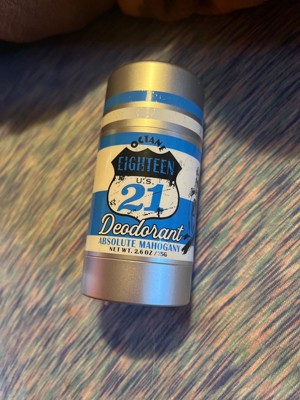 OCTANE
EIGHTEEN
U.S.
21
Deodorant
ABSOLUTE MAHOGANY
NET WT. 2.6 OZ / 75G